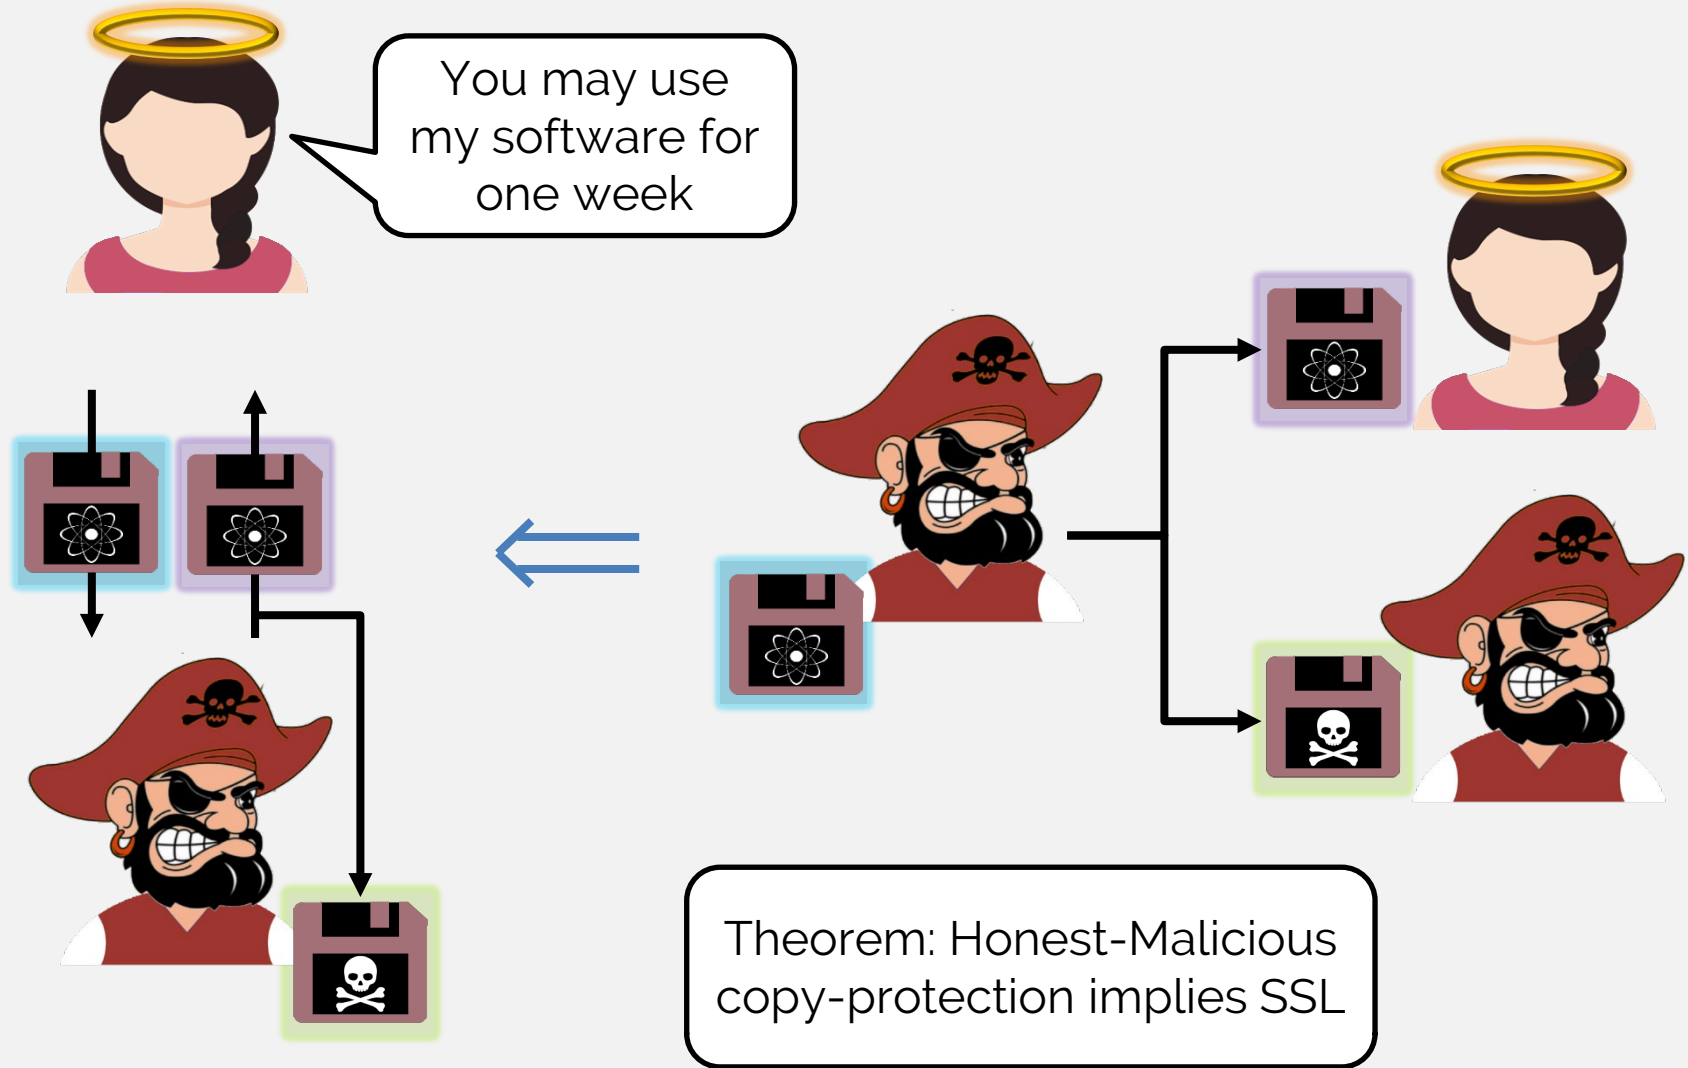 You may use
my software for
one week
Theorem: Honest-Malicious
copy-protection implies SSL